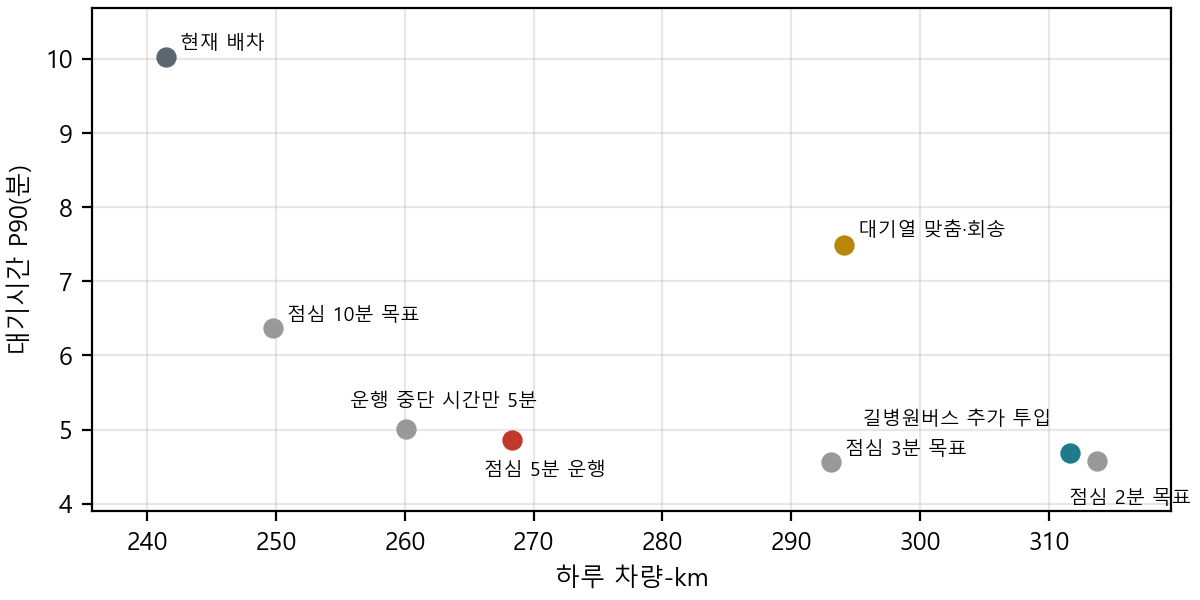 현재 배차
대기열 맞춤·회송
점심 10분 목표
운행 중단 시간만 5분
길병원버스 추가 투입
점심 5분 운행
점심 3분 목표
점심 2분 목표
대기시간 P90(분)
10
9
8
7
6
5
4
240 250 260 270 280 290 300 310
하루 차량-km